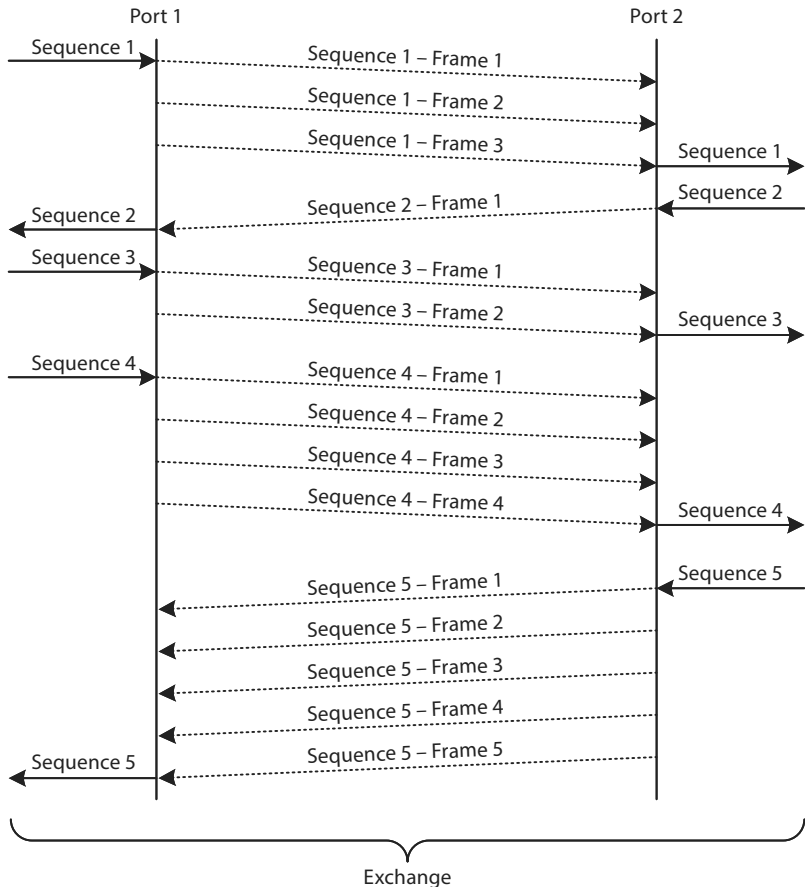 Port 1
Port 2
Sequence 1
Sequence 1 – Frame 1
Sequence 1 – Frame 2
Sequence 1 – Frame 3
Sequence 1
Sequence 2
Sequence 2 – Frame 1
Sequence 2
Sequence 3
Sequence 3 – Frame 1
Sequence 3 – Frame 2
Sequence 3
Sequence 4
Sequence 4 – Frame 1
Sequence 4 – Frame 2
Sequence 4 – Frame 3
Sequence 4 – Frame 4
Sequence 4
Sequence 5 – Frame 1
Sequence 5
Sequence 5 – Frame 2
Sequence 5 – Frame 3
Sequence 5 – Frame 4
Sequence 5 – Frame 5
Sequence 5
Exchange